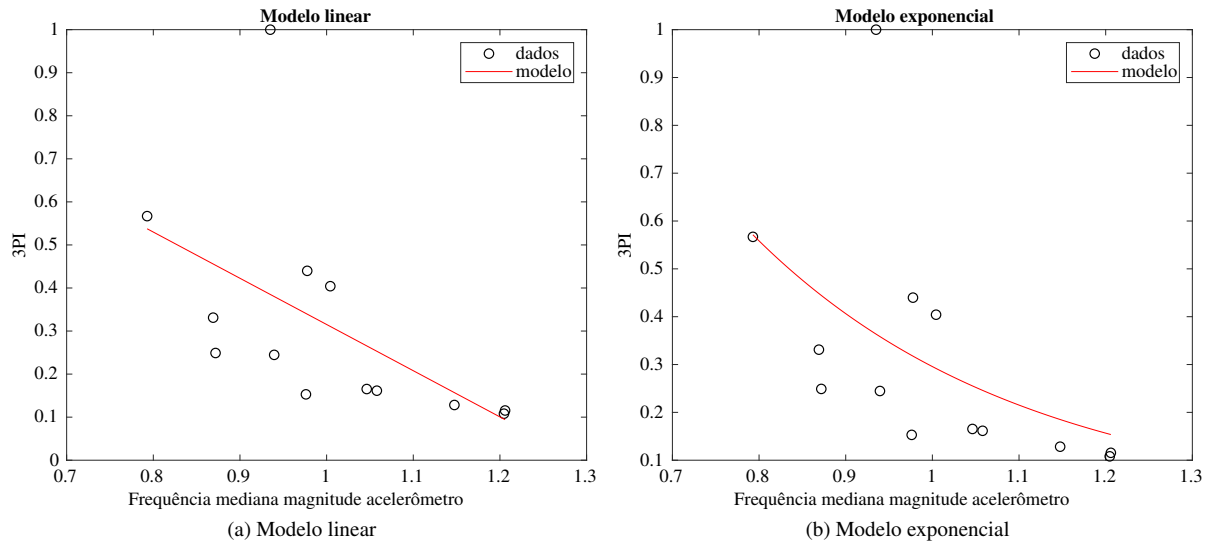 Modelo linear
1
0.9
0.8
0.7
0.6
0.5
0.4
0.3
0.2
0.1
0
3PI
dados
modelo
0.7 0.8 0.9 1 1.1 1.2 1.3
Frequência mediana magnitude acelerômetro
(a) Modelo linear
Modelo exponencial
1
0.9
0.8
0.7
0.6
0.5
0.4
0.3
0.2
0.1
3PI
dados
modelo
0.7 0.8 0.9 1 1.1 1.2 1.3
Frequência mediana magnitude acelerômetro
(b) Modelo exponencial